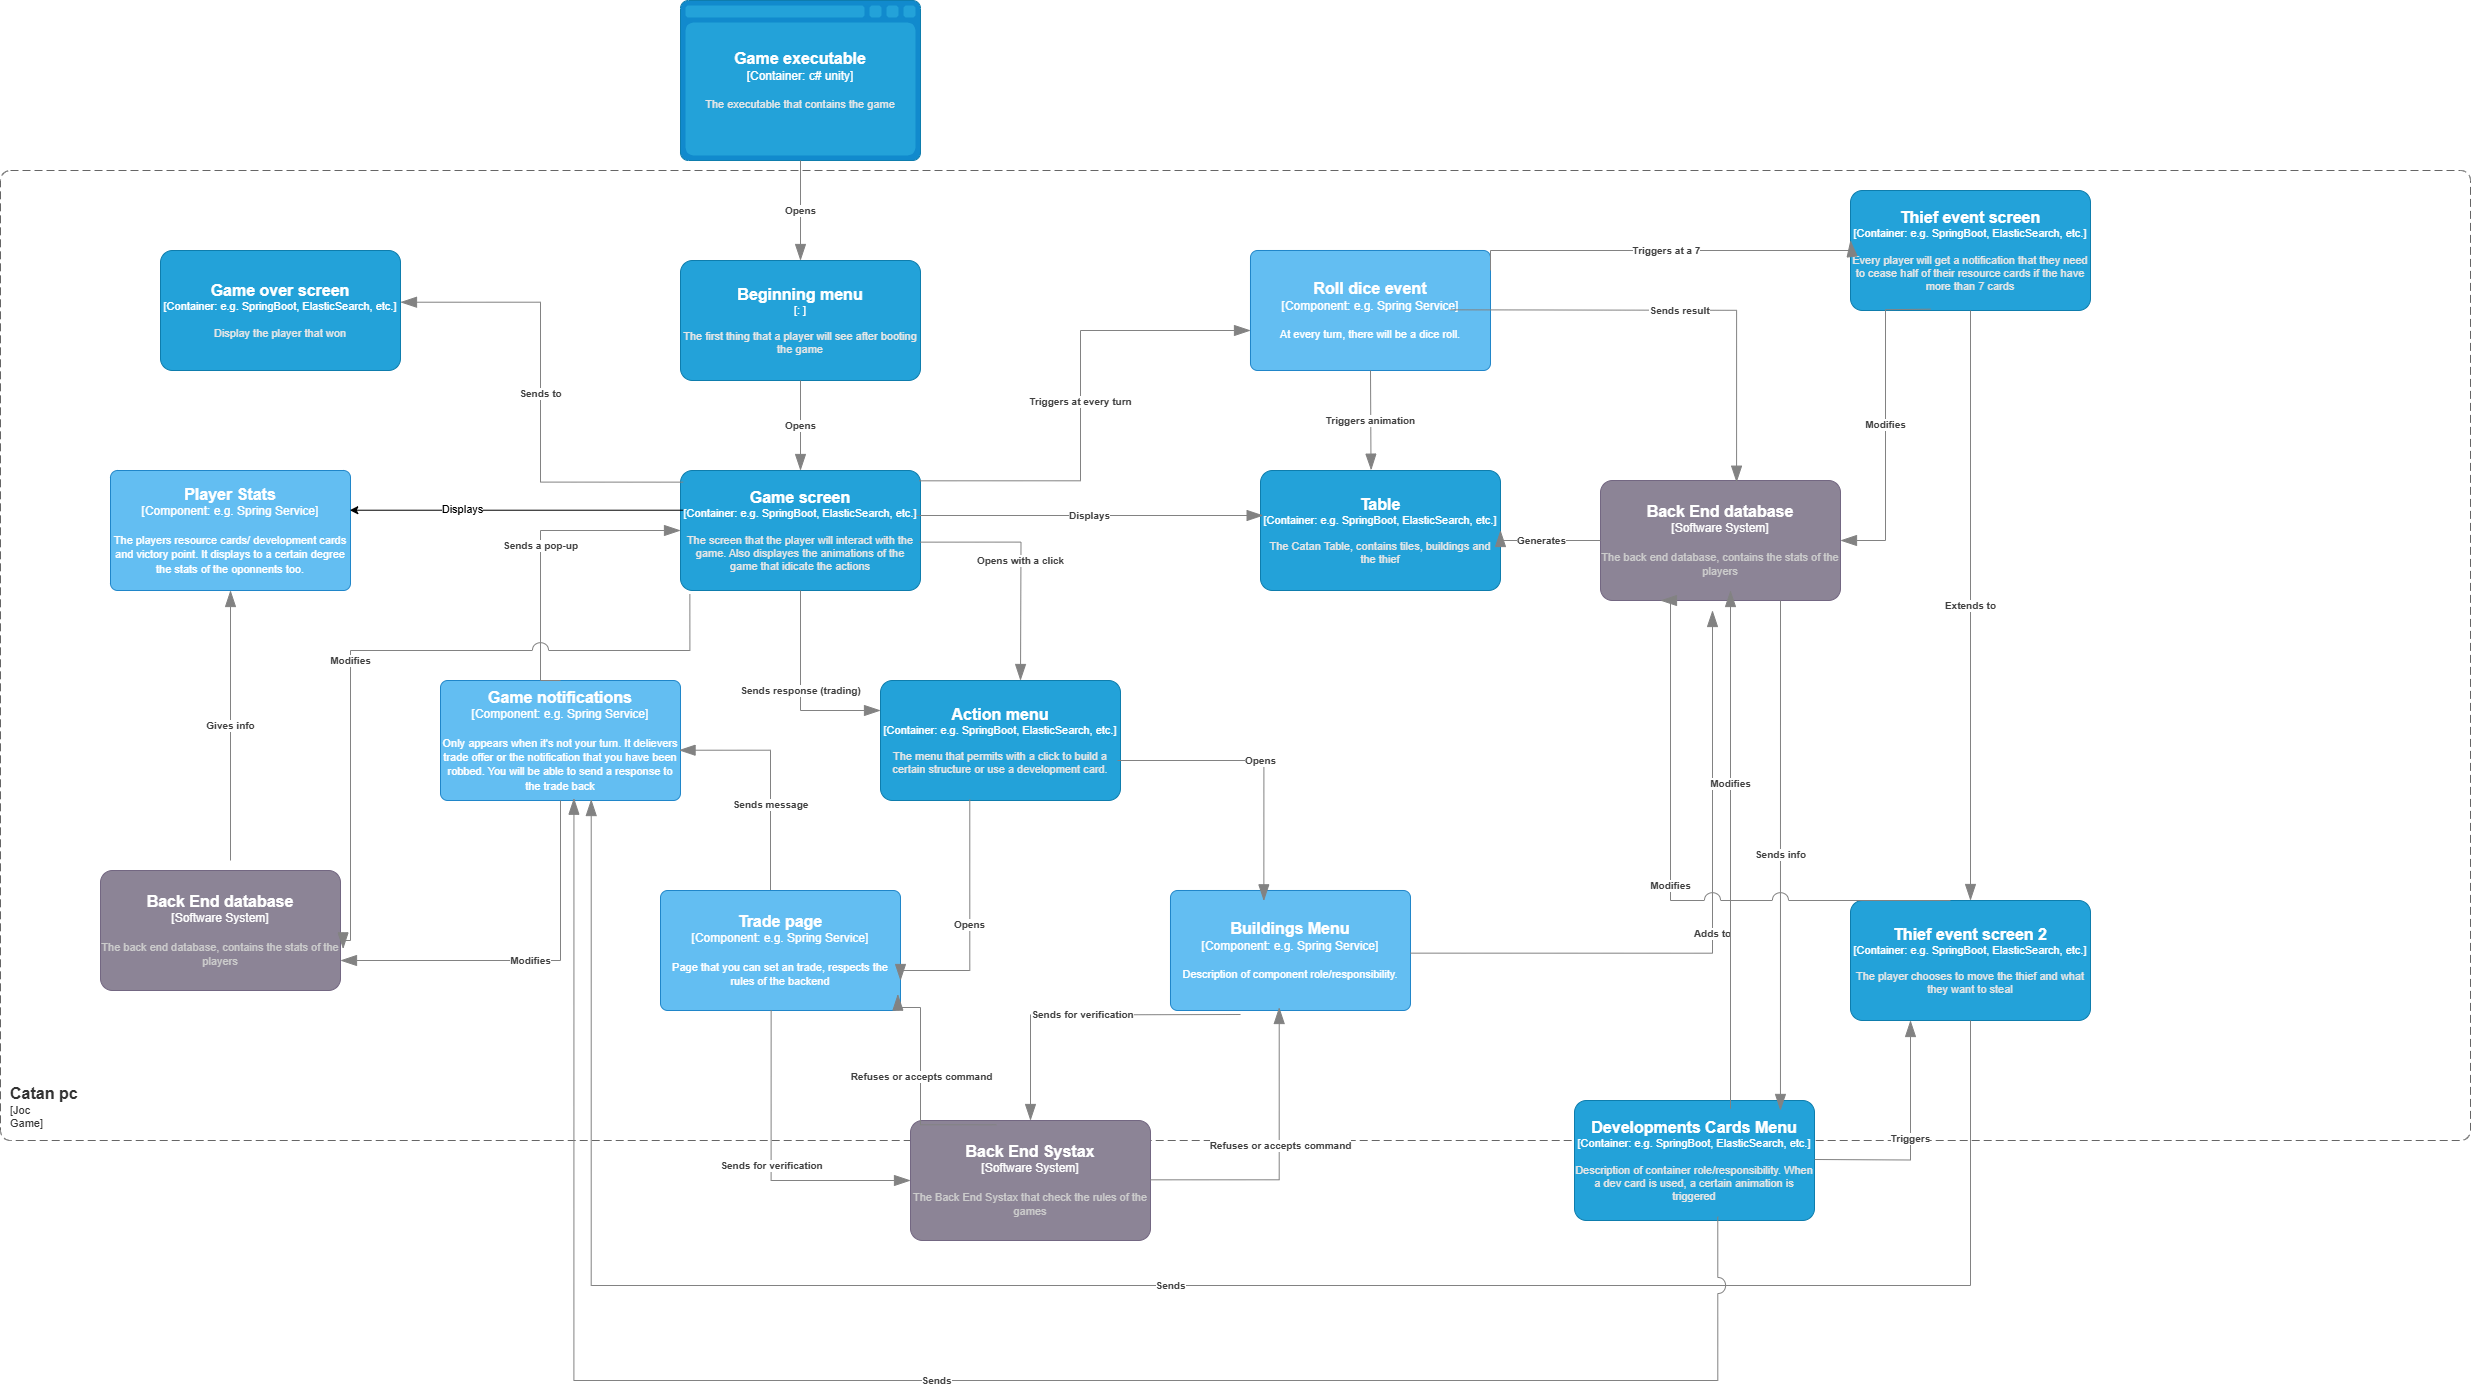 Game executable
[Container: c# unity]
The executable that contains the game
Opens
Thief event screen
[Container: e.g. SpringBoot, ElasticSearch, etc.]
Every player will get a notification that they need
to cease half of their resource cards if the have
more than 7 cards
Triggers at a 7
Game over screen
[Container: e.g. SpringBoot, ElasticSearch, etc.]
Display the player that won
Beginning menu
[: ]
The first thing that a player will see after booting
the game
Roll dice event
[Component: e.g. Spring Service]
At every turn, there will be a dice roll.
Sends result
Sends to
Opens
Triggers at every turn
Triggers animation
Modifies
Player Stats
[Component: e.g. Spring Service]
The players resource cards/ development cards
and victory point. It displays to a certain degree
the stats of the oponnents too.
Displays
Sends a pop-up
Game screen
[Container: e.g. SpringBoot, ElasticSearch, etc.]
The screen that the player will interact with the
game. Also displayes the animations of the
game that idicate the actions
Displays
Opens with a click
Table
[Container: e.g. SpringBoot, ElasticSearch, etc.]
The Catan Table, contains tiles, buildings and
the thief
Generates
Back End database
[Software System]
The back end database, contains the stats of the
players
Extends to
Modifies
Gives info
Game notifications
[Component: e.g. Spring Service]
Only appears when it's not your turn. It delievers
trade offer or the notification that you have been
robbed. You will be able to send a response to
the trade back
Sends response (trading)
Action menu
[Container: e.g. SpringBoot, ElasticSearch, etc.]
The menu that permits with a click to build a
certain structure or use a development card.
Opens
Modifies
Sends message
Sends info
Modifies
Back End database
[Software System]
The back end database, contains the stats of the
players
Modifies
Trade page
[Component: e.g. Spring Service]
Page that you can set an trade, respects the
rules of the backend
Opens
Buildings Menu
[Component: e.g. Spring Service]
Description of component role/responsibility.
Adds to
Thief event screen 2
[Container: e.g. SpringBoot, ElasticSearch, etc.]
The player chooses to move the thief and what
they want to steal
Sends for verification
Refuses or accepts command
Catan pc
[Joc
Game]
Sends for verification
Back End Systax
[Software System]
The Back End Systax that check the rules of the
games
Refuses or accepts command
Developments Cards Menu
[Container: e.g. SpringBoot, ElasticSearch, etc.]
Description of container role/responsibility. When
a dev card is used, a certain animation is
triggered
Triggers
Sends
Sends